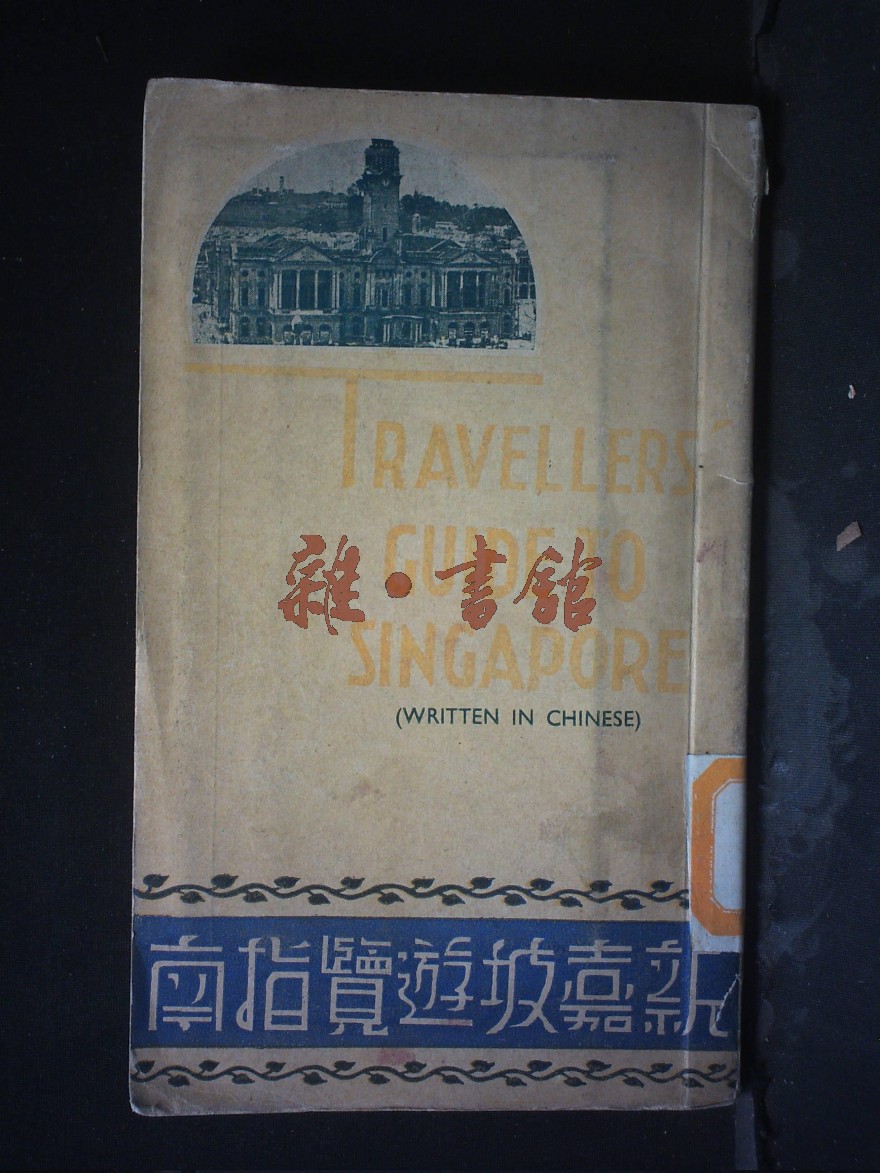 TRAVELLERS'
GUIDE TO
雜·書館
SINGAPORE
(WRITTEN IN CHINESE)
新嘉坡遊覽指南